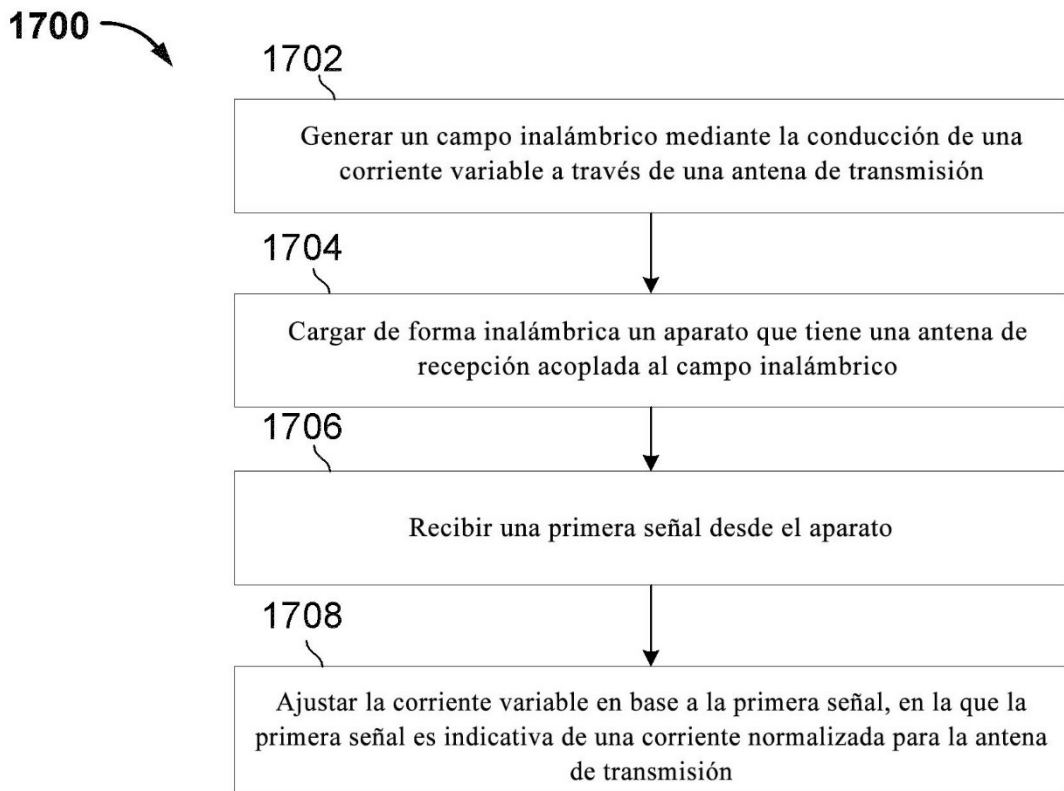 1700
1702
Generar un campo inalámbrico mediante la conducción de una
corriente variable a través de una antena de transmisión
1704
Cargar de forma inalámbrica un aparato que tiene una antena de
recepción acoplada al campo inalámbrico
1706
Recibir una primera señal desde el aparato
1708
Ajustar la corriente variable en base a la primera señal, en la que la
primera señal es indicativa de una corriente normalizada para la antena
de transmisión